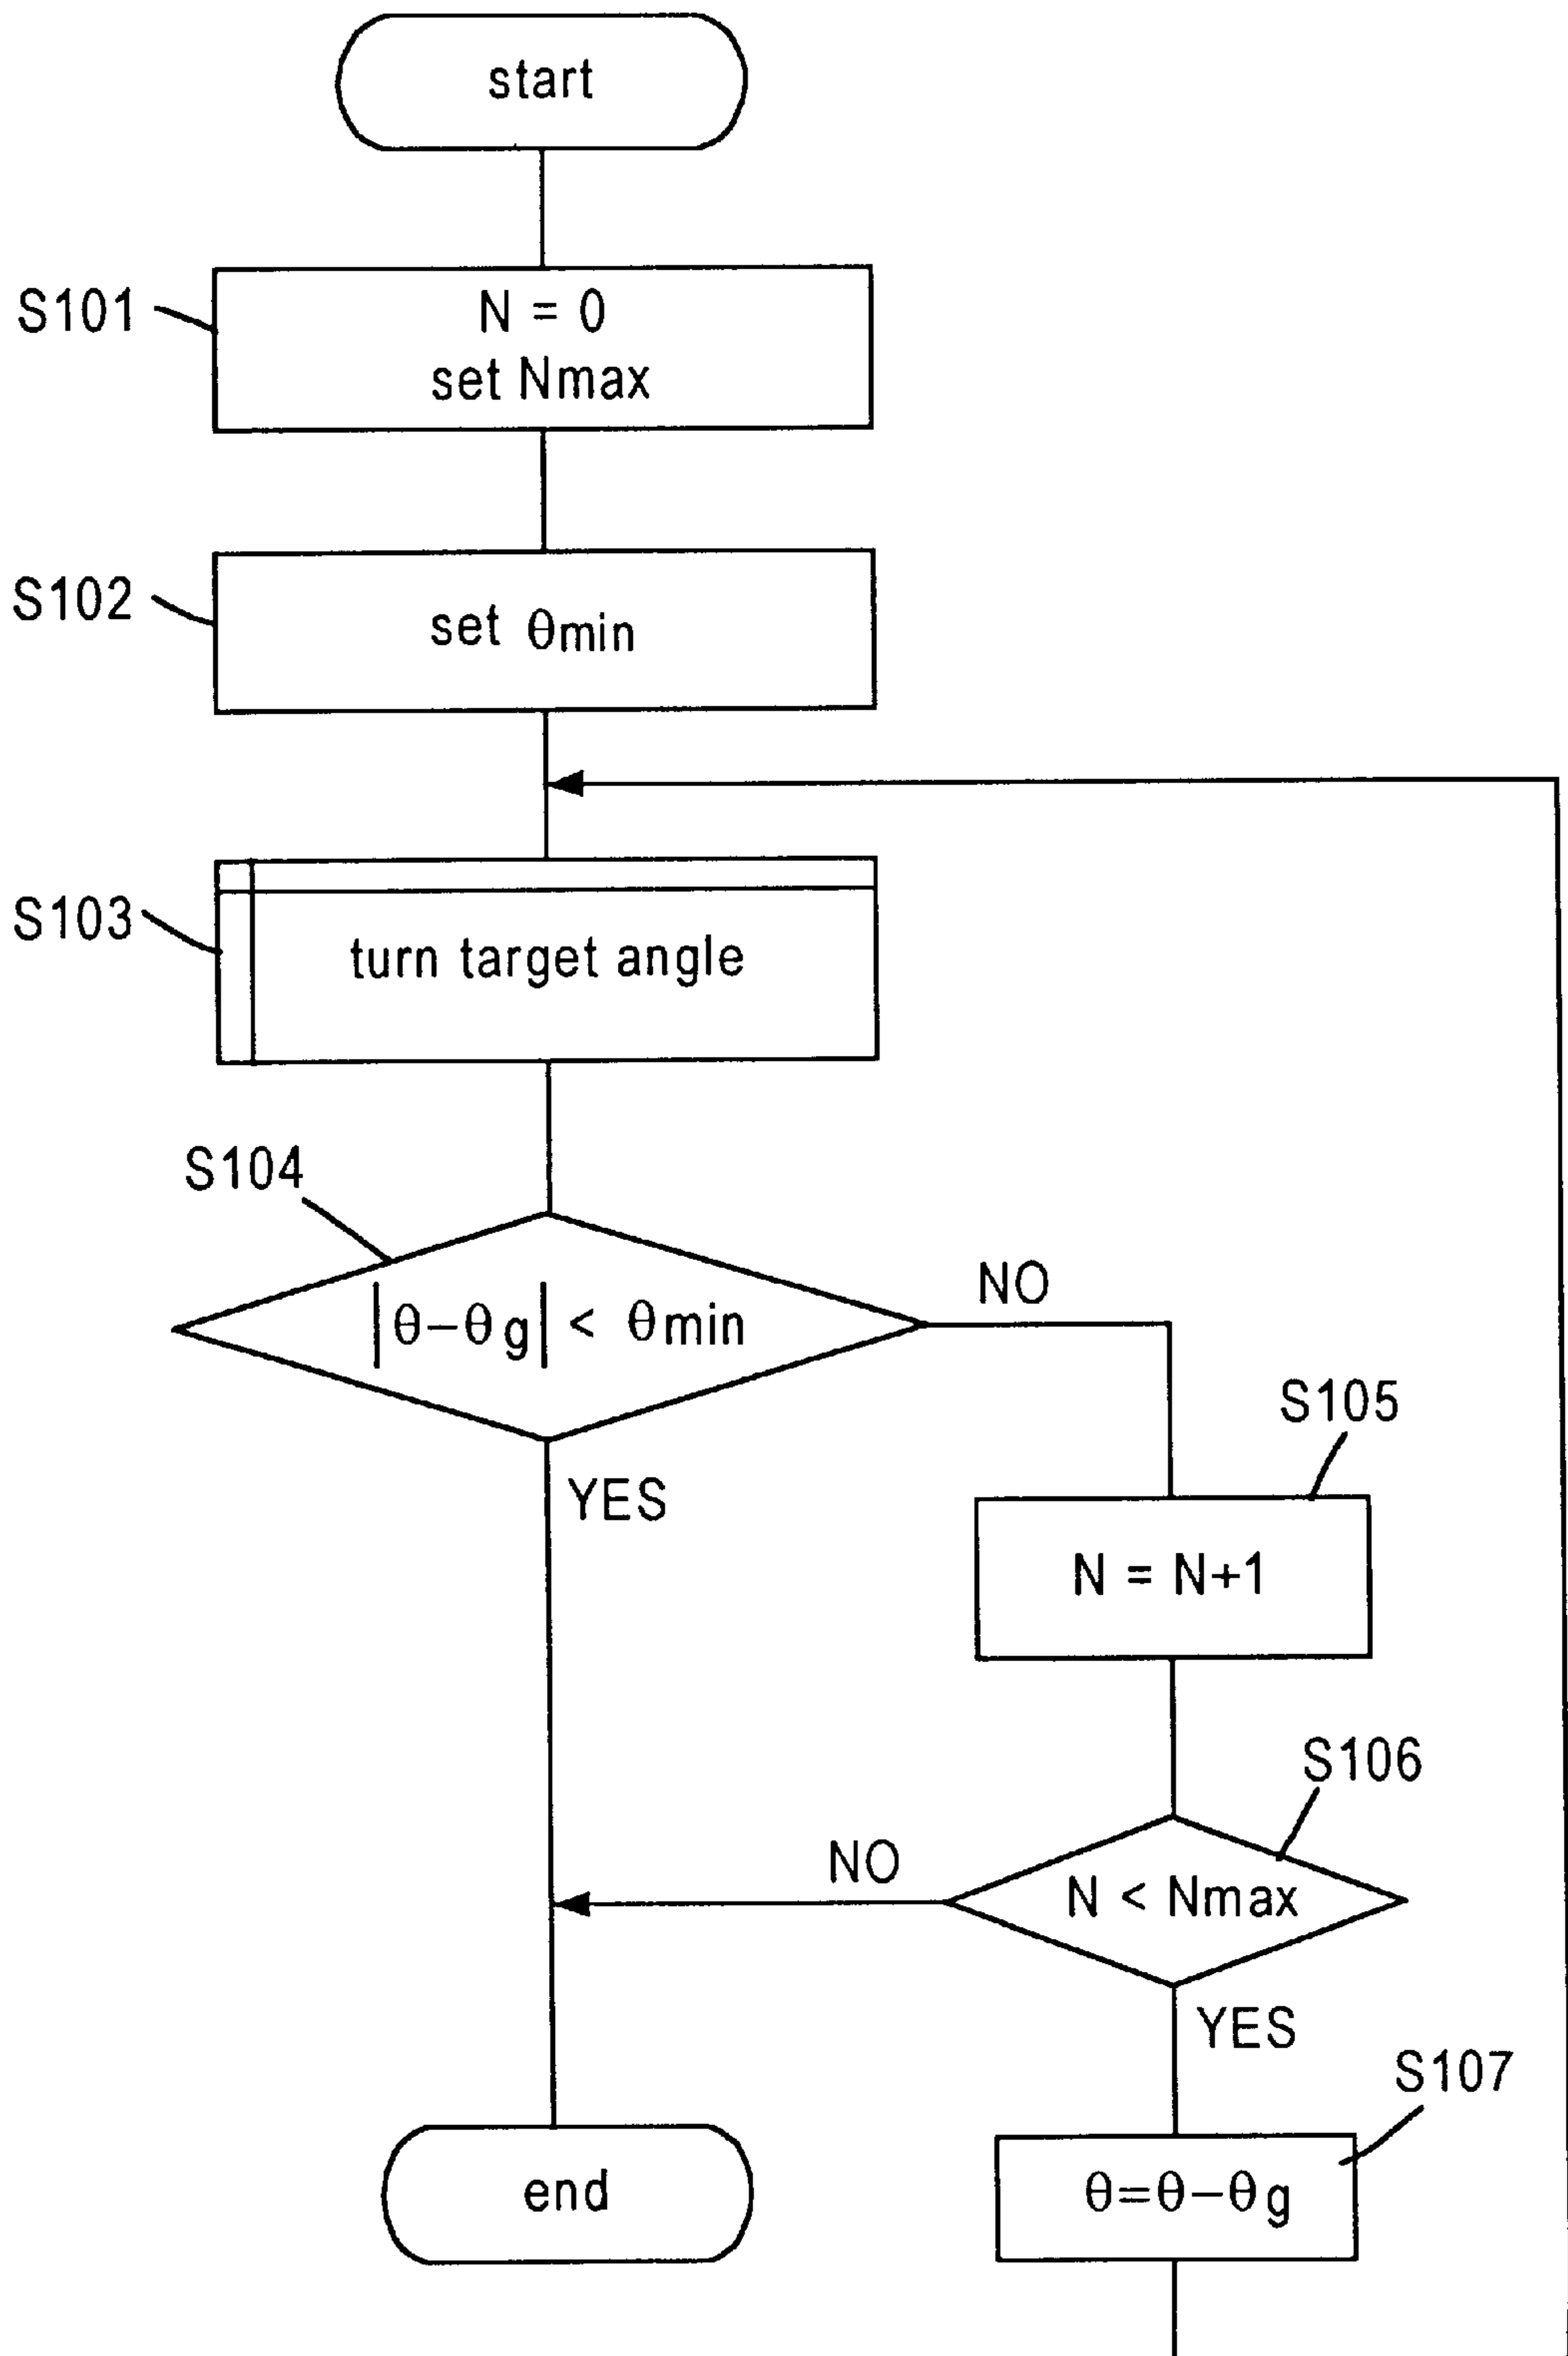 start
S101
N = 0
set Nmax
S102
set θmin
S103
turn target angle
S104
|θ−θg| < θmin
NO
YES
S105
N = N+1
S106
N < Nmax
NO
YES
S107
θ=θ−θg
end